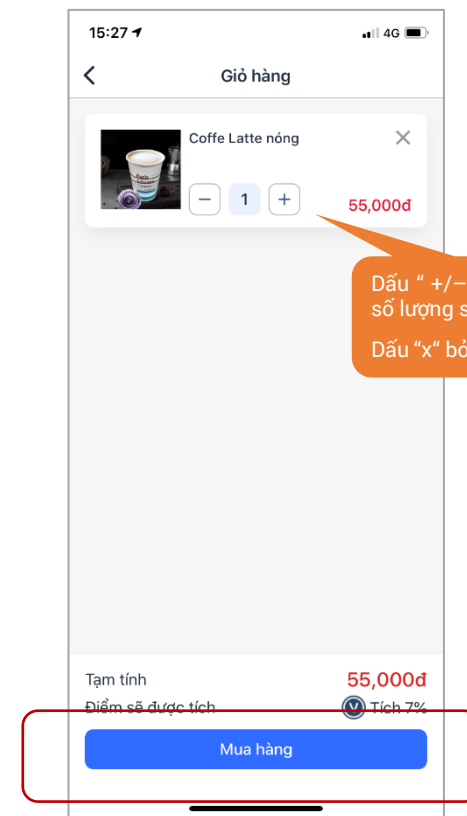 15:27
4G
Giỏ hàng
Coffe Latte nóng
1
55,000đ
Dấu “ +/–
số lượng
Dấu “x“ bỏ
Tạm tính
55,000đ
Điểm sẽ được tích
Tích 7%
Mua hàng